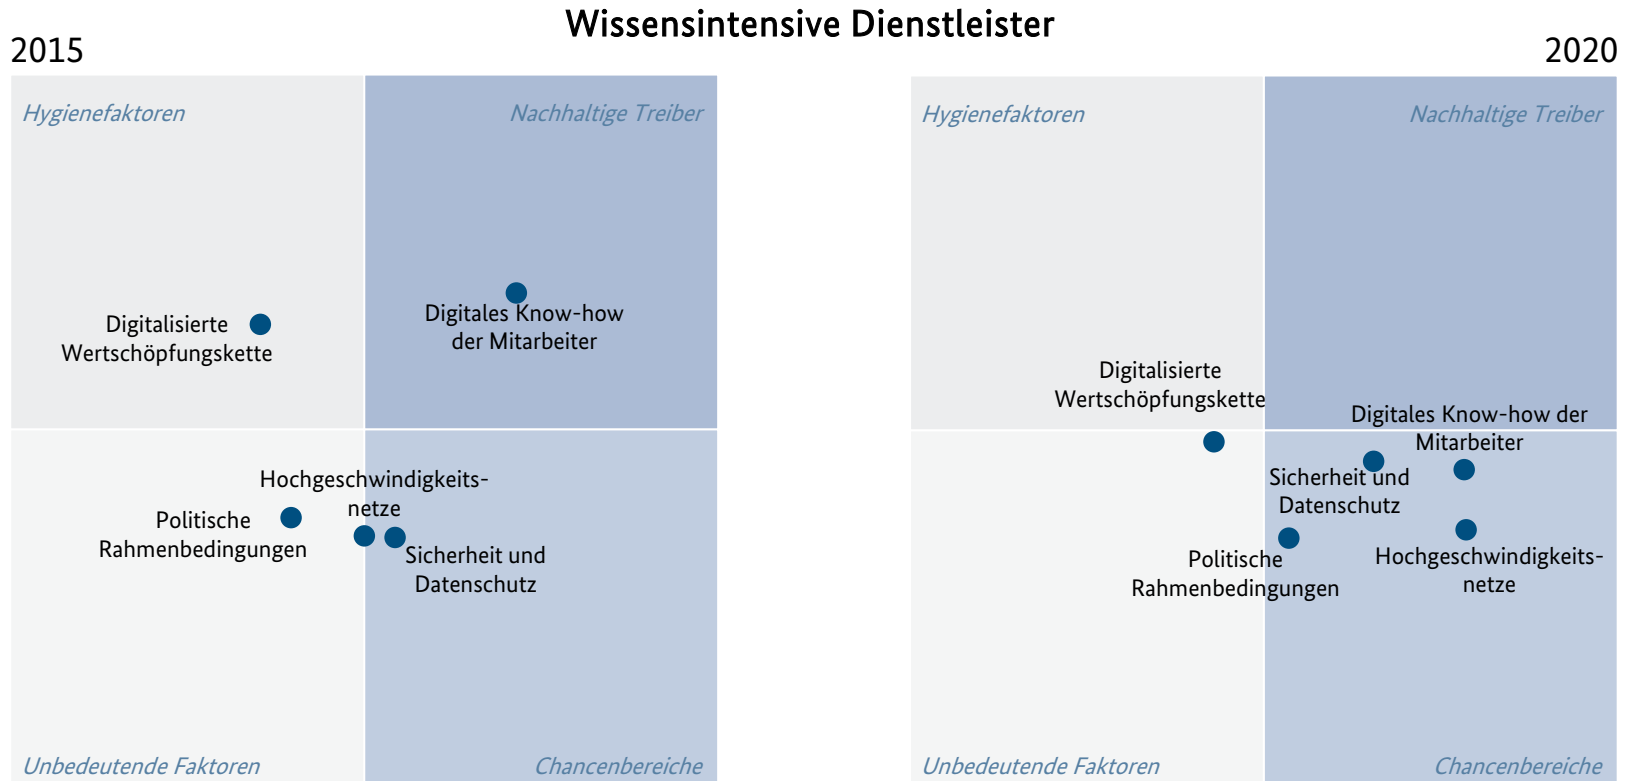 Wissensintensive Dienstleister
2015
2020
Hygienefaktoren
Nachhaltige Treiber
Digitalisierte
Wertschöpfungskette
Digitales Know-how
der Mitarbeiter
Hochgeschwindigkeits-
netze
Politische
Rahmenbedingungen
Sicherheit und
Datenschutz
Unbedeutende Faktoren
Chancenbereiche
Hygienefaktoren
Nachhaltige Treiber
Digitalisierte
Wertschöpfungskette
Digitales Know-how der
Mitarbeiter
Sicherheit und
Datenschutz
Politische
Rahmenbedingungen
Hochgeschwindigkeits-
netze
Unbedeutende Faktoren
Chancenbereiche